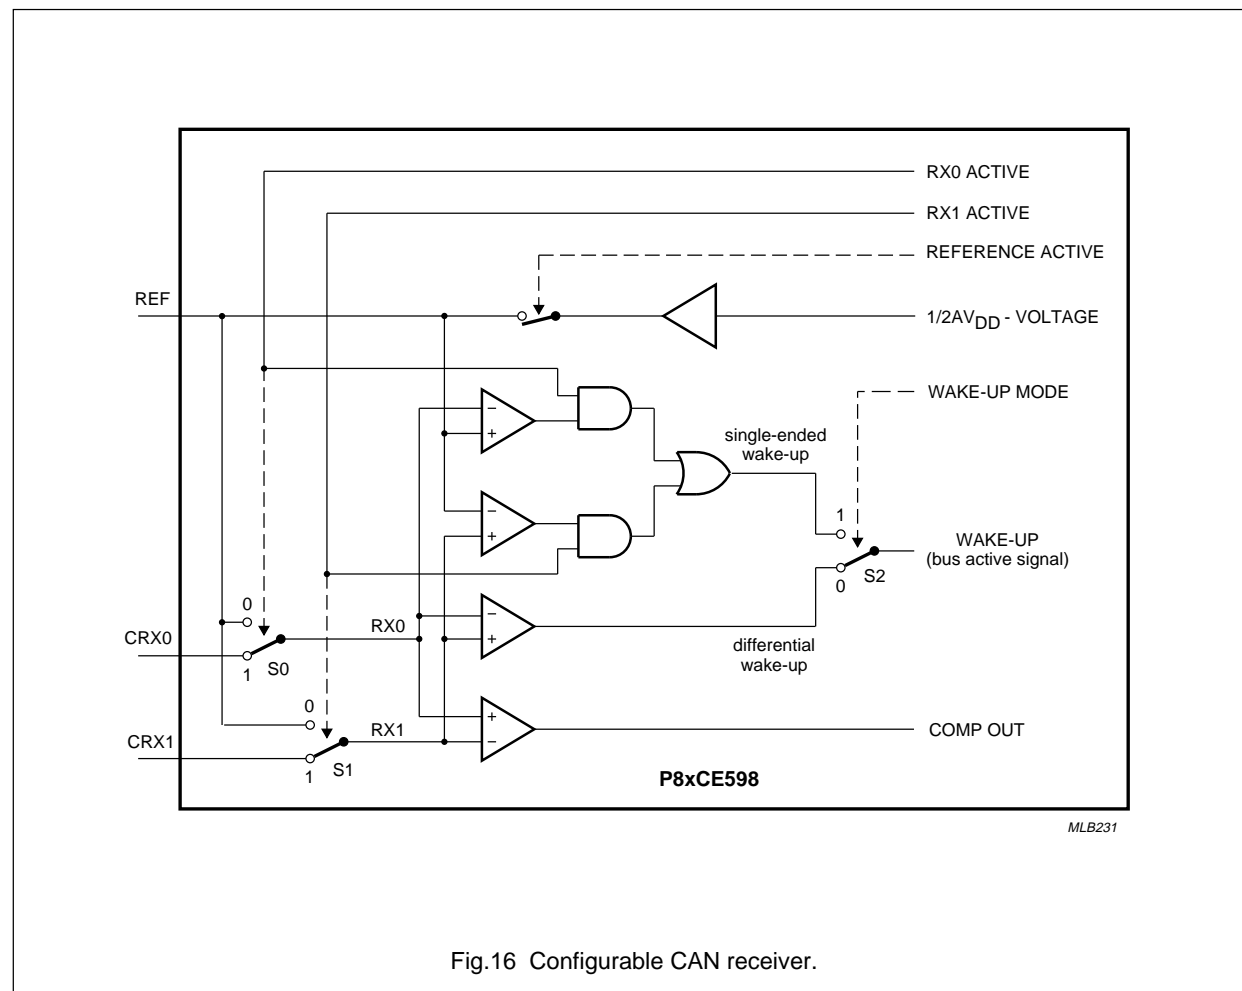 RX0 ACTIVE
RX1 ACTIVE
REFERENCE ACTIVE
REF
1/2AVDD - VOLTAGE
WAKE-UP MODE
−
+
single-ended
wake-up
−
+
1
WAKE-UP
(bus active signal)
S2
0
0
−
CRX0
RX0
+
differential
wake-up
S0
1
0
+
CRX1
RX1
−
COMP OUT
S1
1
P8xCE598
MLB231
Fig.16 Configurable CAN receiver.